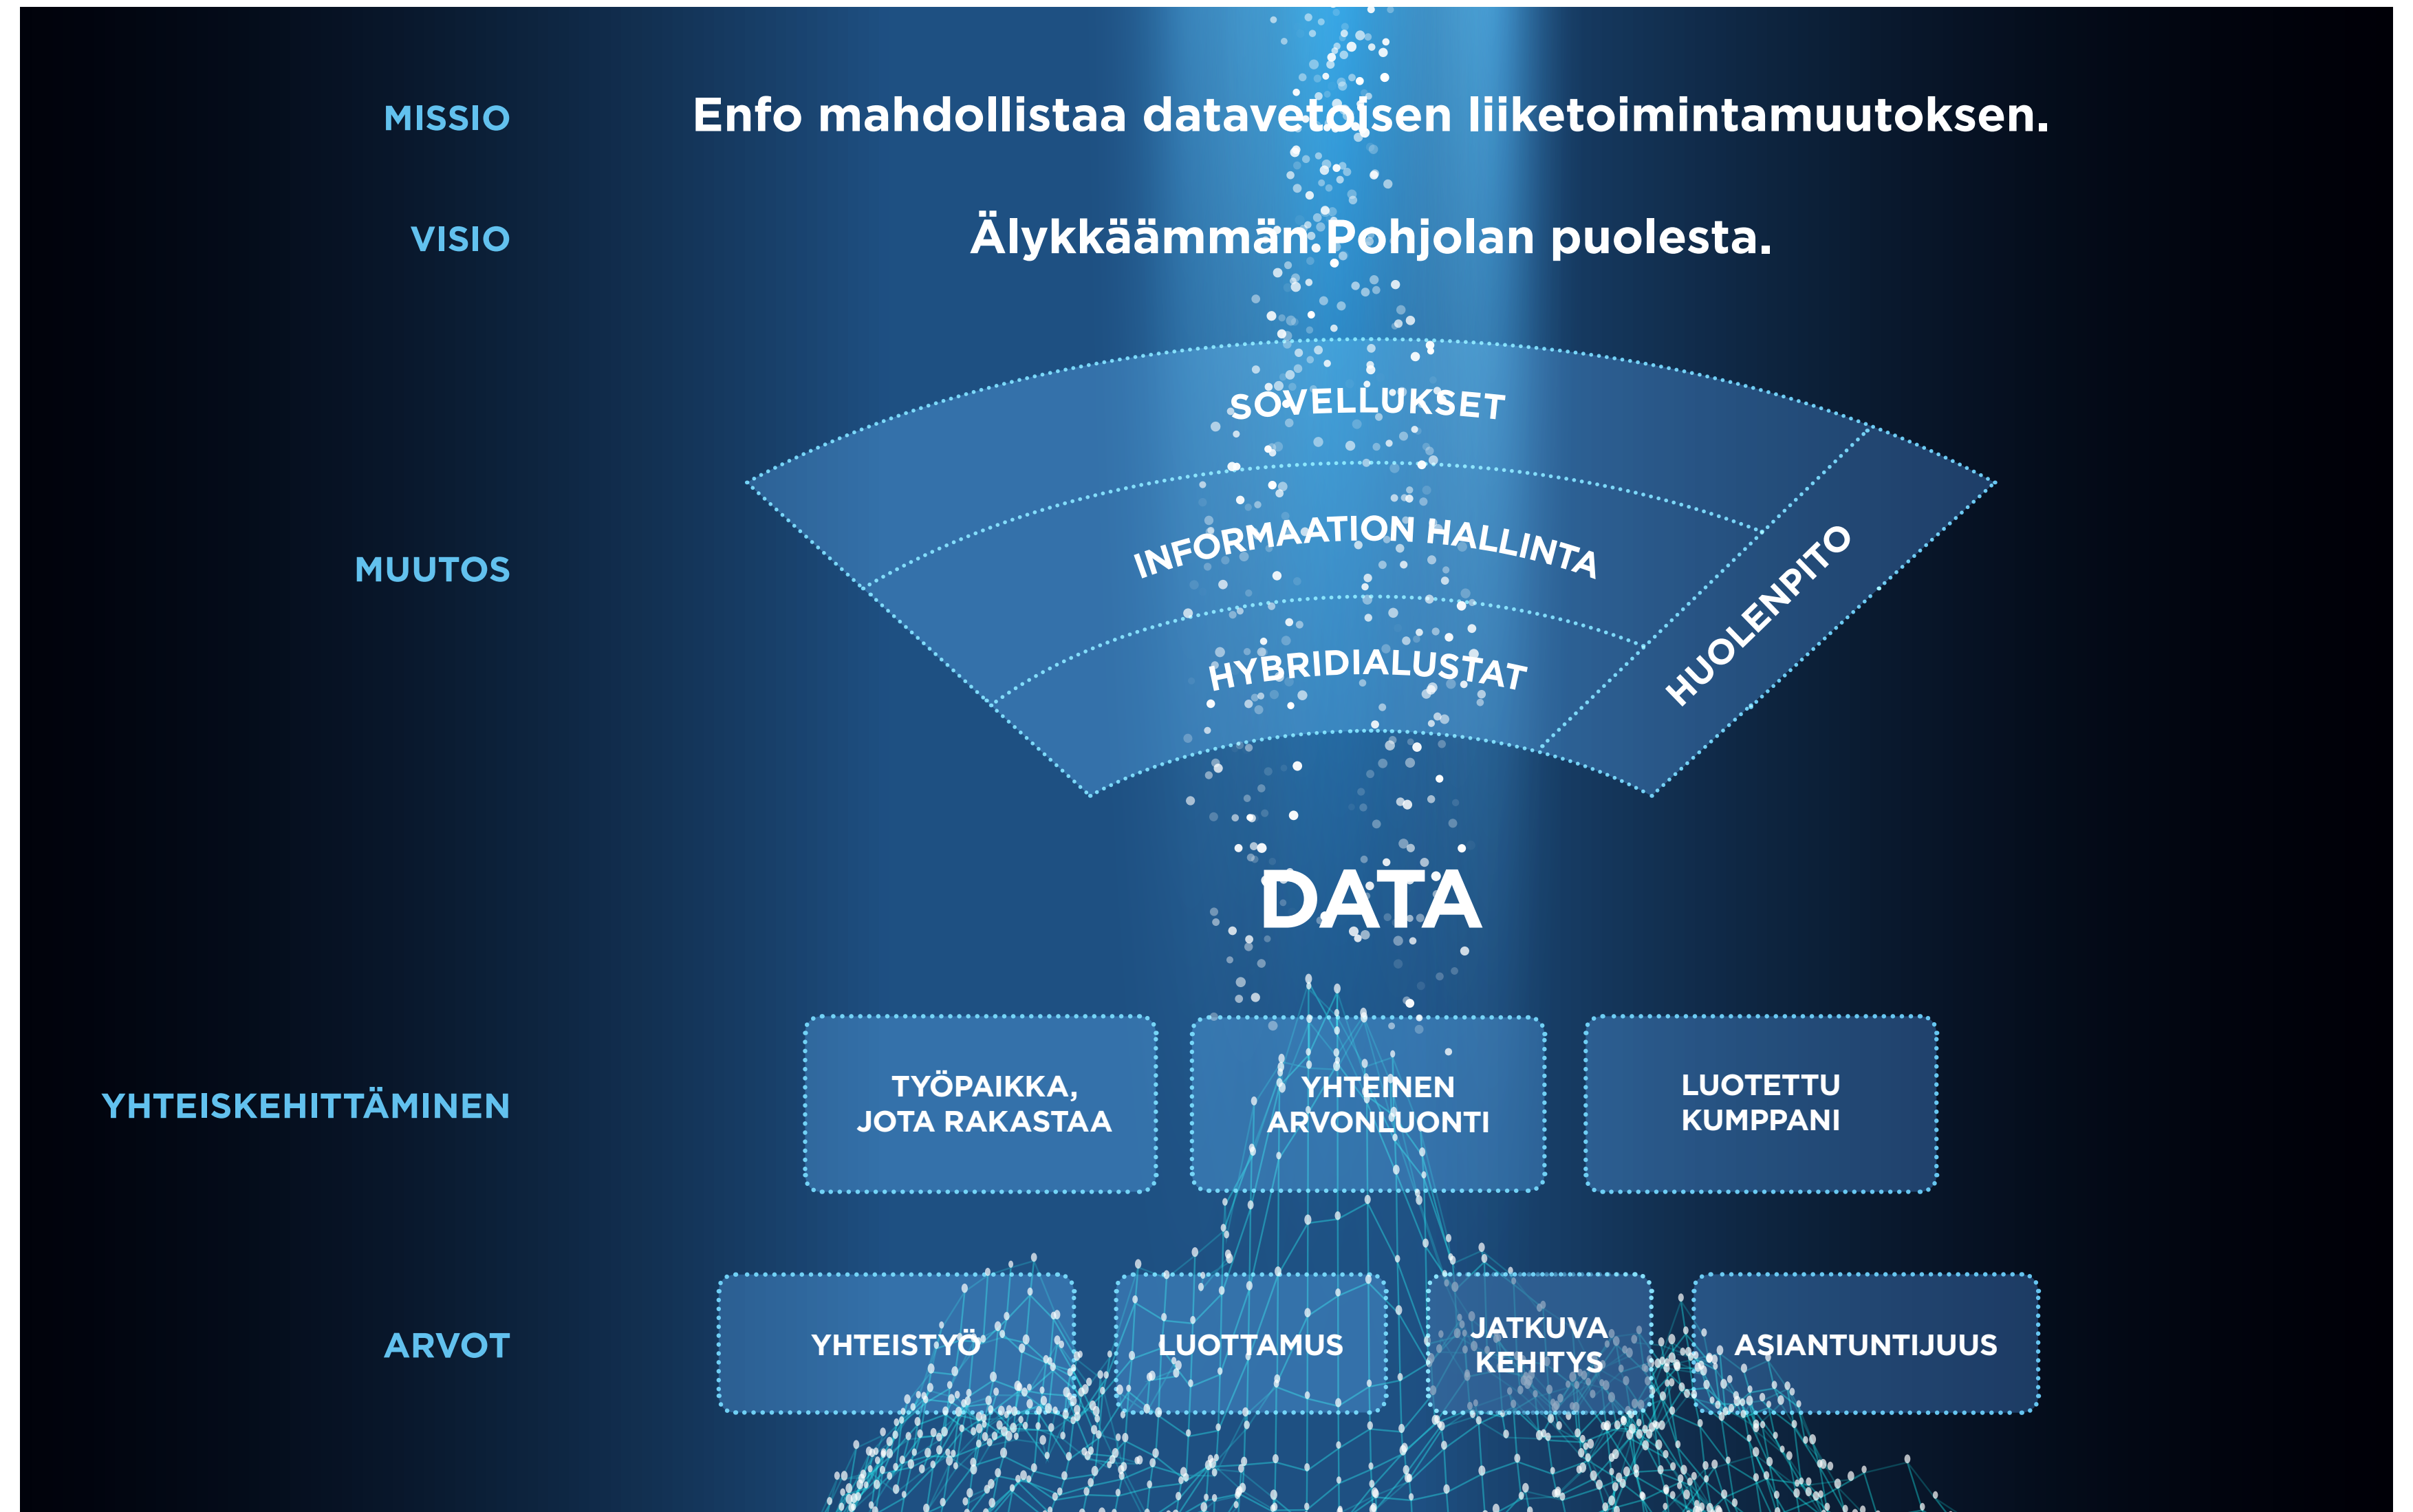 MISSIO
Enfo mahdollistaa datavetoisen liiketoimintamuutoksen.
VISIO
Älykkäämmän Pohjolan puolesta.
MUUTOS
SOVELLUKSET
INFORMAATION HALLINTA
HYBRIDIALUSTAT
HUOLENPITO
DATA
YHTEISKEHITTÄMINEN
TYÖPAIKKA,
JOTA RAKASTAA
YHTEINEN
ARVONLUONTI
LUOTETTU
KUMPPANI
ARVOT
YHTEISTYÖ
LUOTTAMUS
JATKUVA
KEHITYS
ASIANTUNTIJUUS